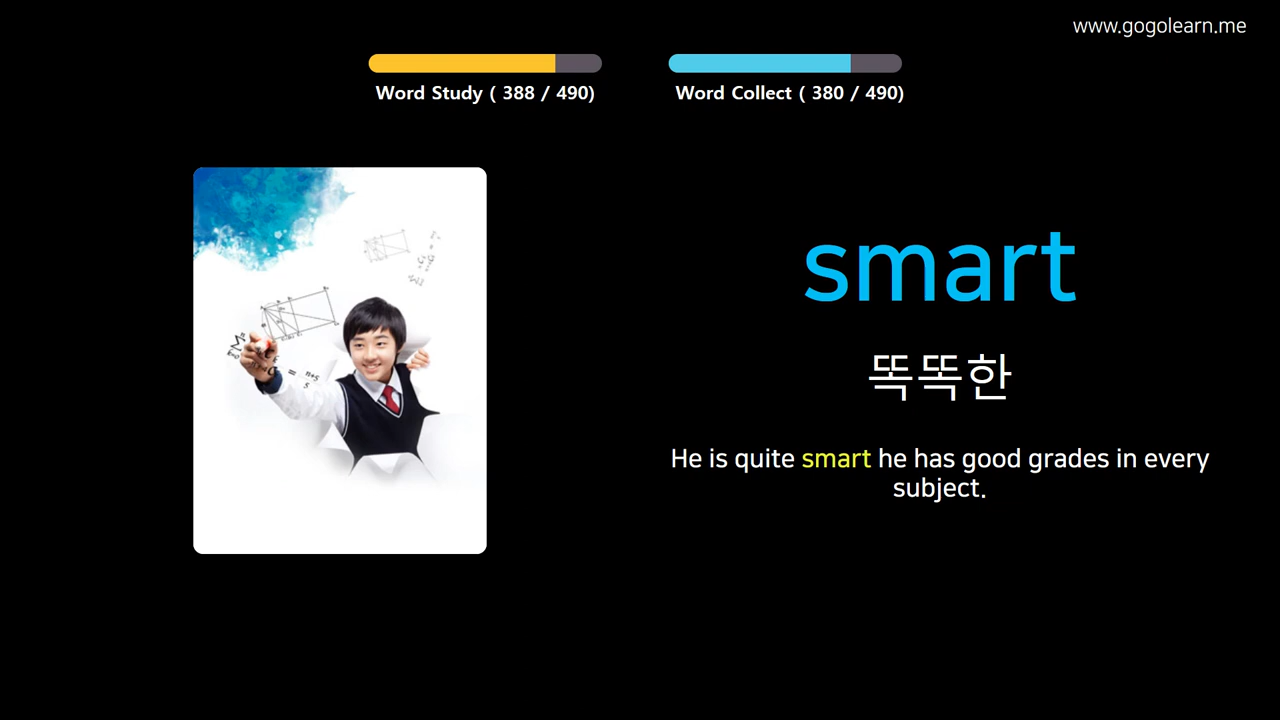 www.gogolearn.me
Word Study ( 388 / 490)
Word Collect ( 380 / 490)
smart
똑똑한
He is quite smart he has good grades in every
subject.